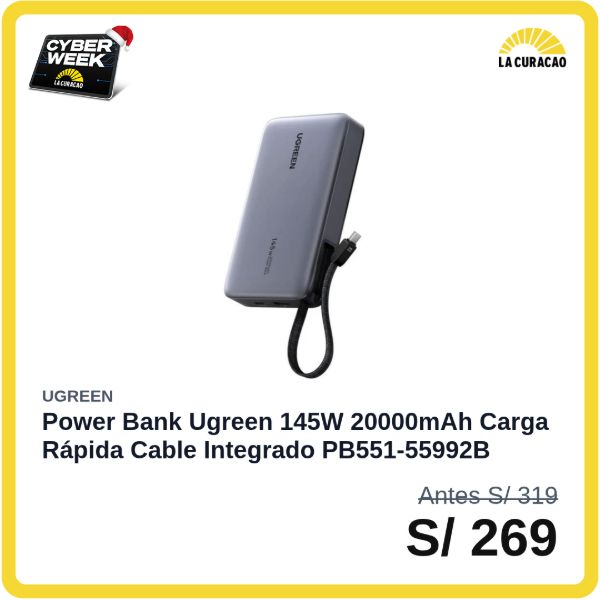 CYBER
WEEK
LA CURACAO
LA CURACAO
UGREEN
145W
UGREEN
Power Bank Ugreen 145W 20000mAh Carga
Rápida Cable Integrado PB551-55992B
Antes S/ 319
S/ 269